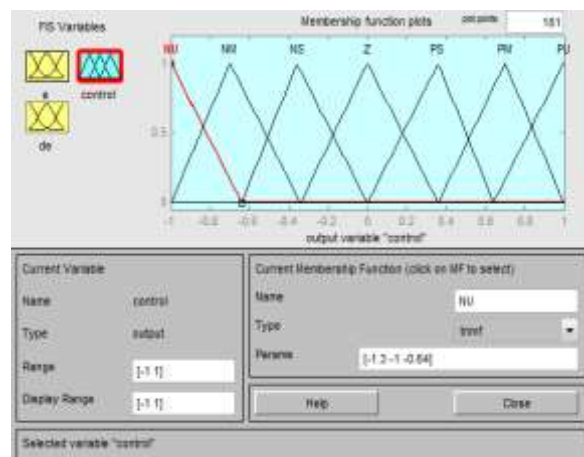 FIS Variables
Membership function plots
plot points
181
e
control
de
NU
NM
NS
Z
PS
PM
PU
1
0.5
0
-1
-0.8
-0.6
-0.4
-0.2
0
0.2
0.4
0.6
0.8
1
output variable "control"
Current Variable
Name
control
Type
output
Range
[-1 1]
Display Range
[-1 1]
Current Membership Function (click on MF to select)
Name
NU
Type
trimf
Params
[-1.3 -1 -0.64]
Help
Close
Selected variable "control"